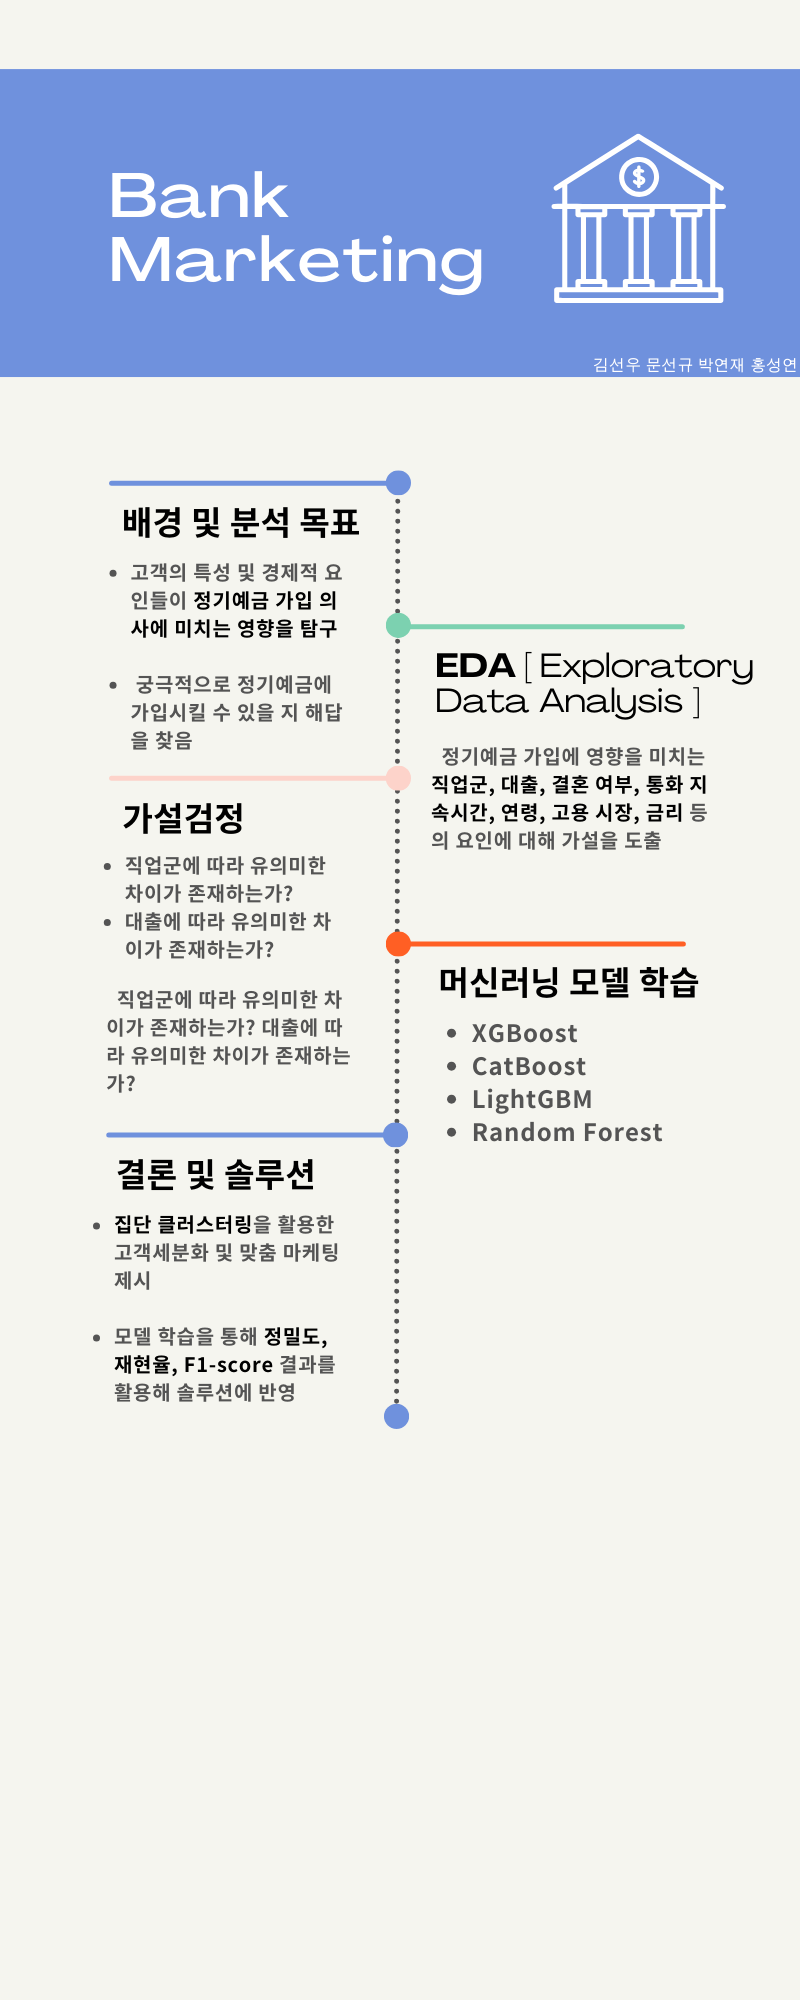 Bank
Marketing
김선우 문선규 박연재 홍성연
배경 및 분석 목표
• 고객의 특성 및 경제적 요
인들이 정기예금 가입 의
사에 미치는 영향을 탐구
• 궁극적으로 정기예금에
가입시킬 수 있을 지 해답
을 찾음
EDA [ Exploratory
Data Analysis ]
정기예금 가입에 영향을 미치는
직업군, 대출, 결혼 여부, 통화 지
속시간, 연령, 고용 시장, 금리 등
의 요인에 대해 가설을 도출
가설검정
• 직업군에 따라 유의미한
차이가 존재하는가?
• 대출에 따라 유의미한 차
이가 존재하는가?
직업군에 따라 유의미한 차
이가 존재하는가? 대출에 따
라 유의미한 차이가 존재하는
가?
머신러닝 모델 학습
• XGBoost
• CatBoost
• LightGBM
• Random Forest
결론 및 솔루션
• 집단 클러스터링을 활용한
고객세분화 및 맞춤 마케팅
제시
• 모델 학습을 통해 정밀도,
재현율, F1-score 결과를
활용해 솔루션에 반영